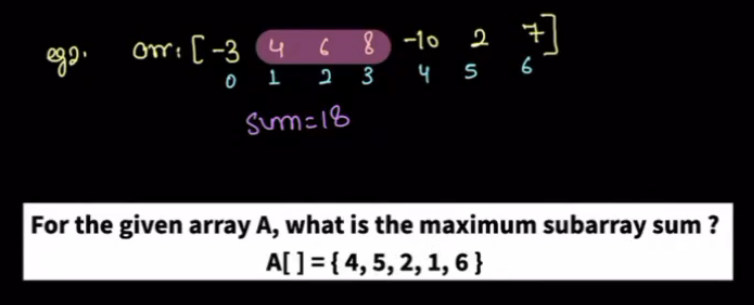 eg2. arr: [-3 4 6 8 -10 2 7]
0 1 2 3 4 5 6
sum=18
For the given array A, what is the maximum subarray sum ?
A[ ] = { 4, 5, 2, 1, 6 }